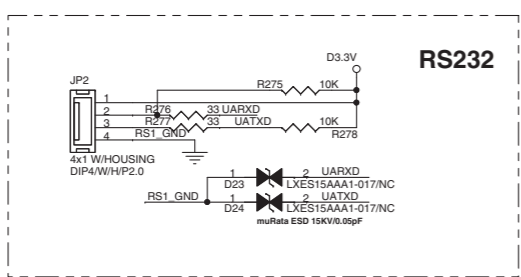 RS232
D3.3V
JP2
R275 10K
1
2 R276 33 UARXD
3 R277 33 UATXD 10K
4 RS1_GND R278
4x1 W/HOUSING
DIP4/W/H/P2.0
1 2 UARXD
D23 LXES15AAA1-017/NC
RS1_GND 1 2 UATXD
D24 LXES15AAA1-017/NC
muRata ESD 15KV/0.05pF